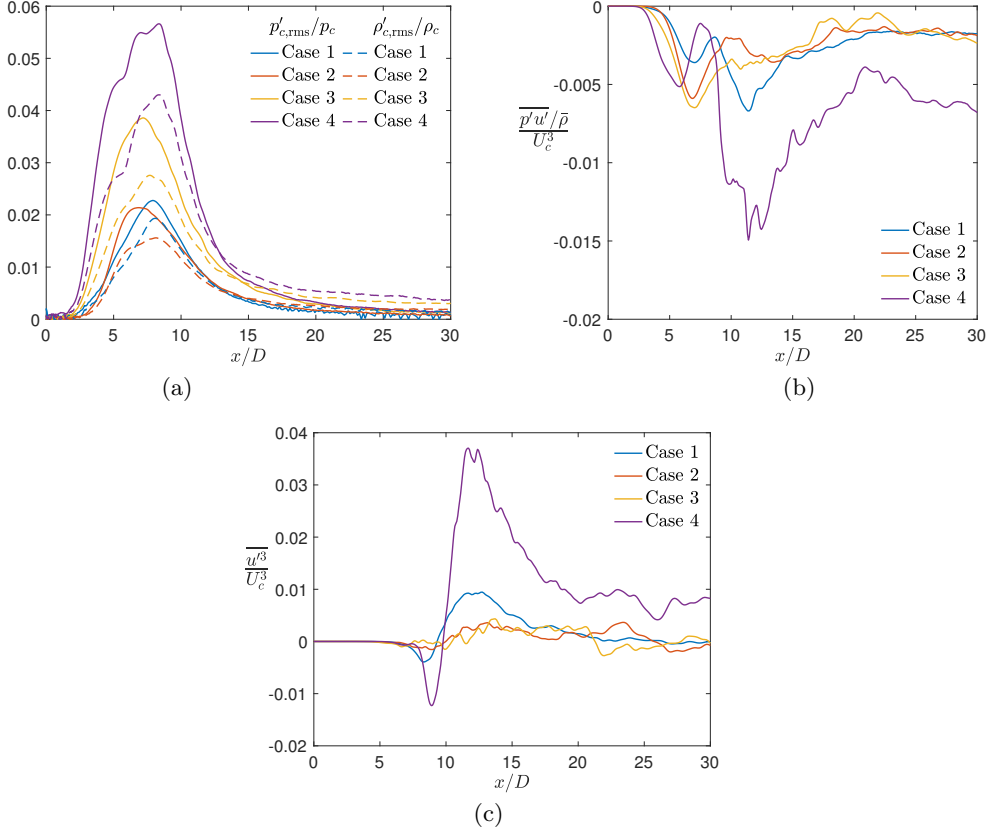 0.06
0.05
0.04
0.03
0.02
0.01
0
0 5 10 15 20 25 30
x/D
p′c,rms/pc ρ′c,rms/ρc
Case 1 Case 1
Case 2 Case 2
Case 3 Case 3
Case 4 Case 4
(a)
0
-0.005
-0.01
-0.015
-0.02
p′u′/ρ̄
U³c
0 5 10 15 20 25 30
x/D
Case 1
Case 2
Case 3
Case 4
(b)
0.04
0.03
0.02
0.01
0
-0.01
-0.02
u′³
U³c
0 5 10 15 20 25 30
x/D
Case 1
Case 2
Case 3
Case 4
(c)